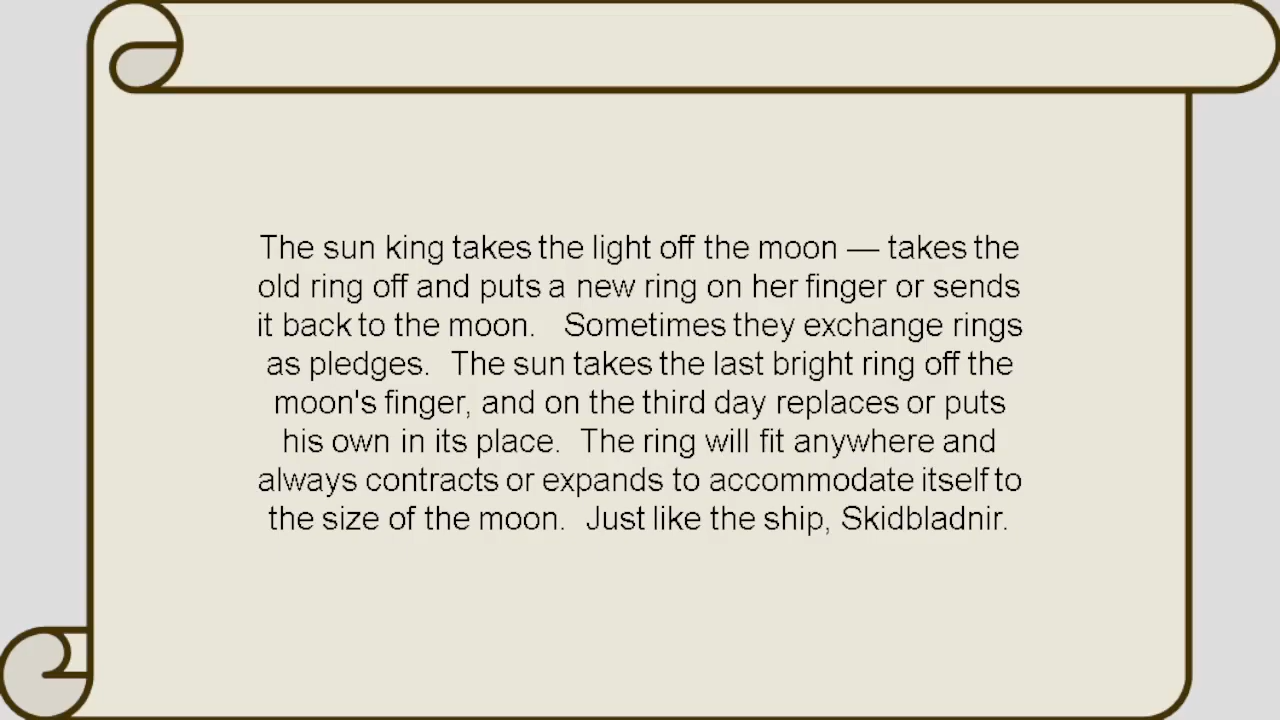 The sun king takes the light off the moon — takes the
old ring off and puts a new ring on her finger or sends
it back to the moon.   Sometimes they exchange rings
as pledges.  The sun takes the last bright ring off the
moon's finger, and on the third day replaces or puts
his own in its place.  The ring will fit anywhere and
always contracts or expands to accommodate itself to
the size of the moon.  Just like the ship, Skidbladnir.